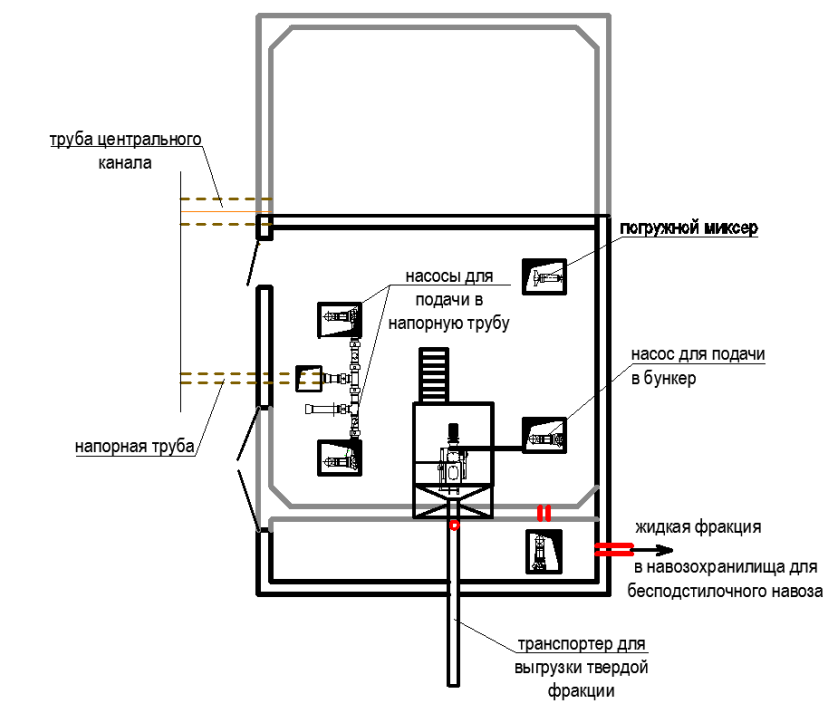 труба центрального
канала
погружной миксер
насосы для
подачи в
напорную трубу
насос для подачи
в бункер
напорная труба
жидкая фракция
в навозохранилища для
бесподстилочного навоза
транспортер для
выгрузки твердой
фракции